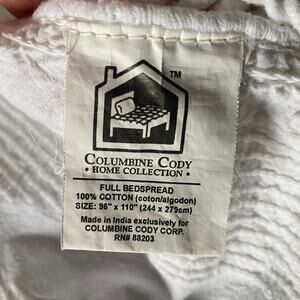 TM
COLUMBINE CODY
• HOME COLLECTION •
FULL BEDSPREAD
100% COTTON (coton/algodon)
SIZE: 96" x 110" (244 x 279cm)
Made in India exclusively for
COLUMBINE CODY CORP.
RN# 88203